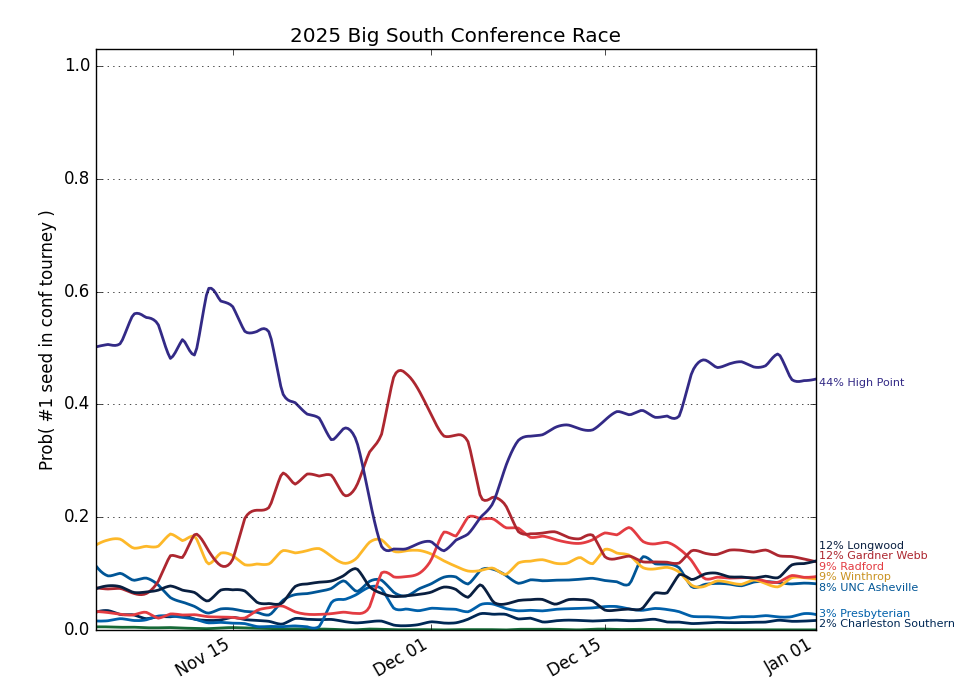 2025 Big South Conference Race
Prob( #1 seed in conf tourney )
1.0
0.8
0.6
0.4
0.2
0.0
Nov 15
Dec 01
Dec 15
Jan 01
44% High Point
12% Longwood
12% Gardner Webb
9% Radford
9% Winthrop
8% UNC Asheville
3% Presbyterian
2% Charleston Southern